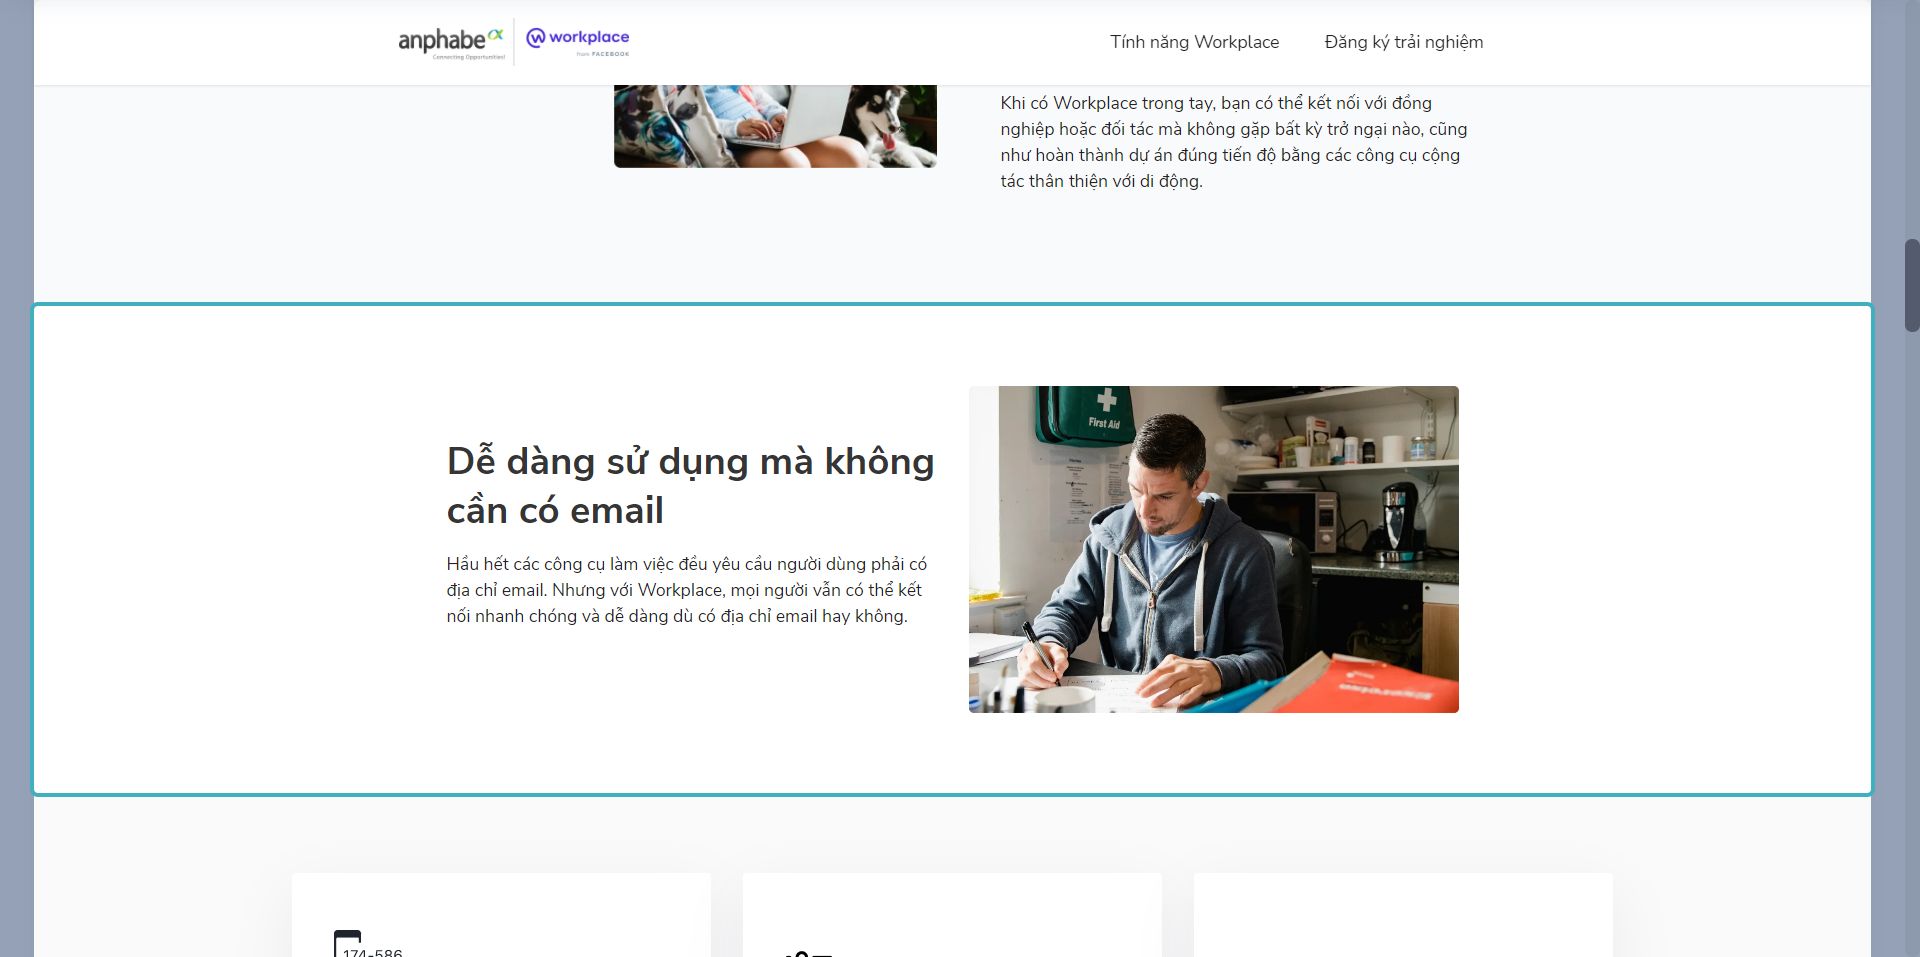 anphabe
Connecting Opportunities!
workplace
from FACEBOOK
Tính năng Workplace
Đăng ký trải nghiệm
Khi có Workplace trong tay, bạn có thể kết nối với đồng
nghiệp hoặc đối tác mà không gặp bất kỳ trở ngại nào, cũng
như hoàn thành dự án đúng tiến độ bằng các công cụ cộng
tác thân thiện với di động.
Dễ dàng sử dụng mà không
cần có email
Hầu hết các công cụ làm việc đều yêu cầu người dùng phải có
địa chỉ email. Nhưng với Workplace, mọi người vẫn có thể kết
nối nhanh chóng và dễ dàng dù có địa chỉ email hay không.
First Aid
174-586